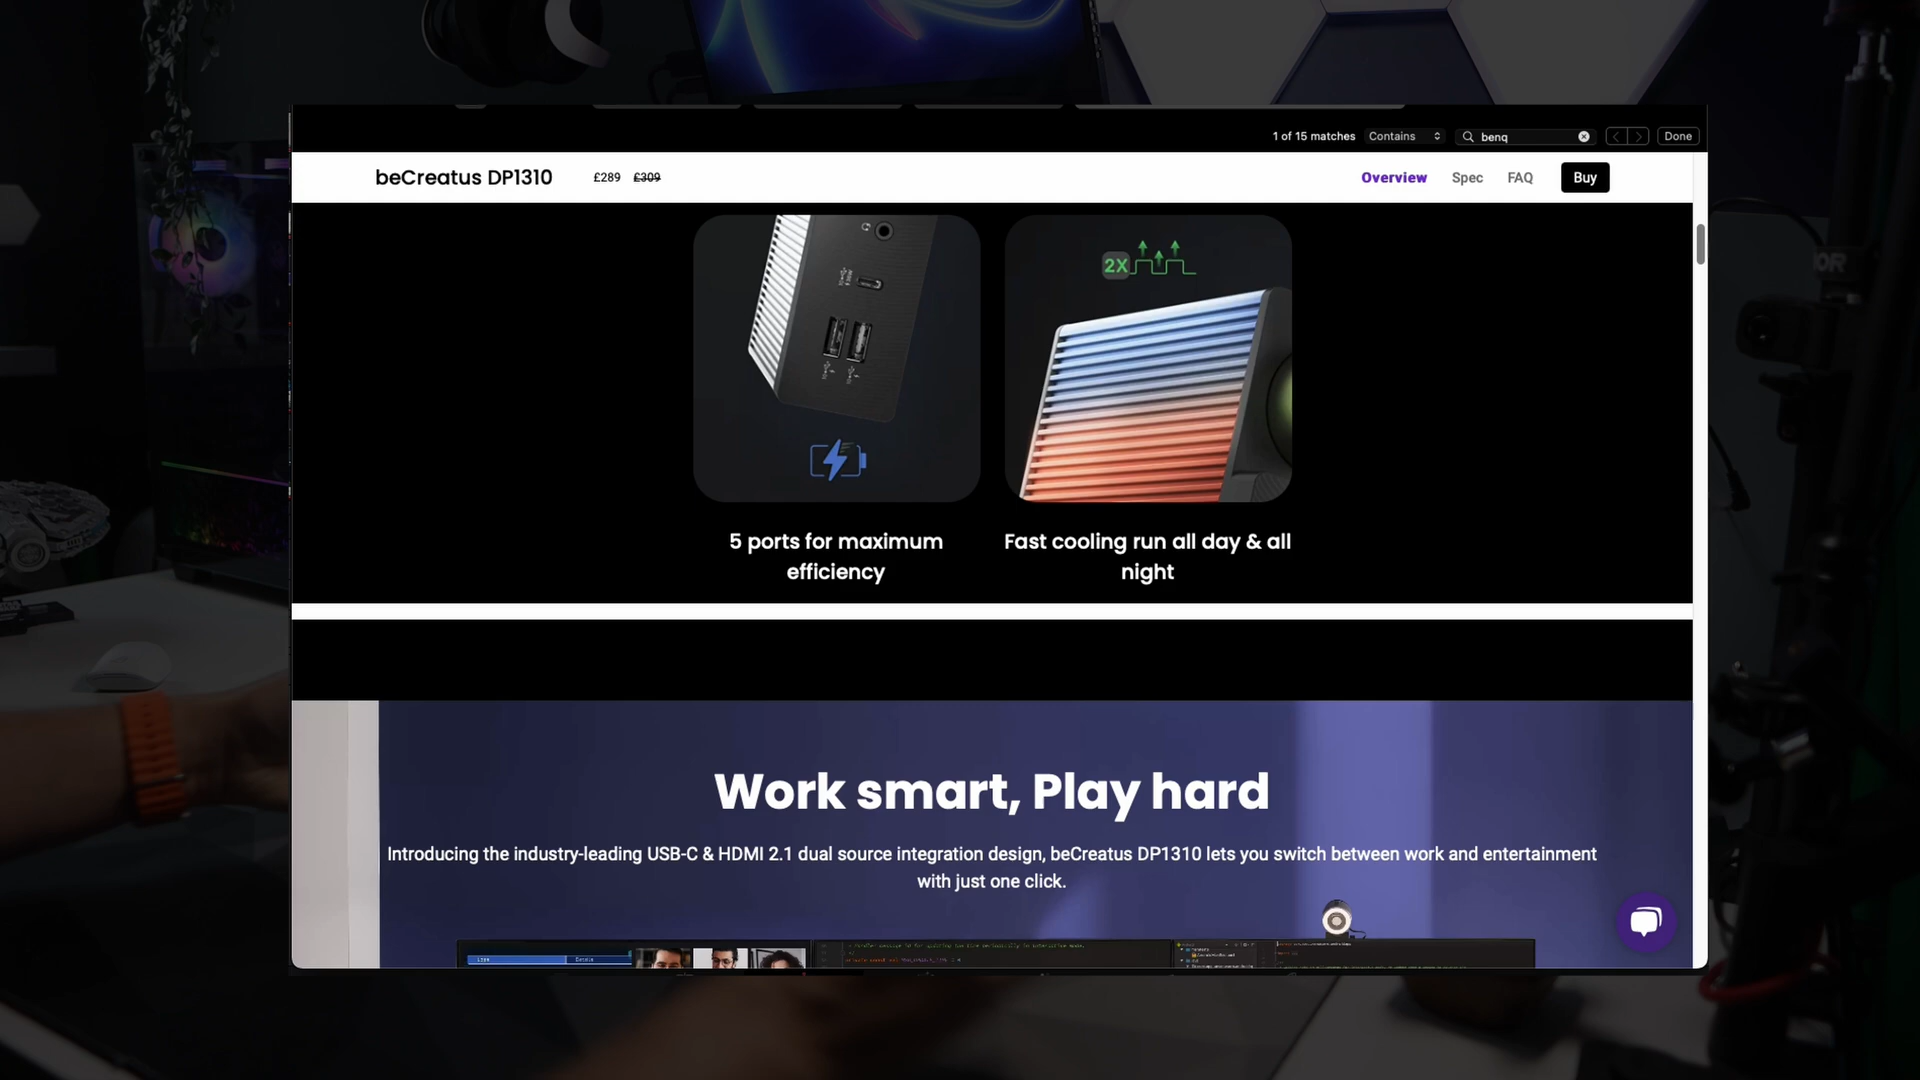 1 of 15 matches Contains benq Done
beCreatus DP1310 £289 £309 Overview Spec FAQ Buy
2X
5 ports for maximum
efficiency
Fast cooling run all day & all
night
Work smart, Play hard
Introducing the industry-leading USB-C & HDMI 2.1 dual source integration design, beCreatus DP1310 lets you switch between work and entertainment
with just one click.